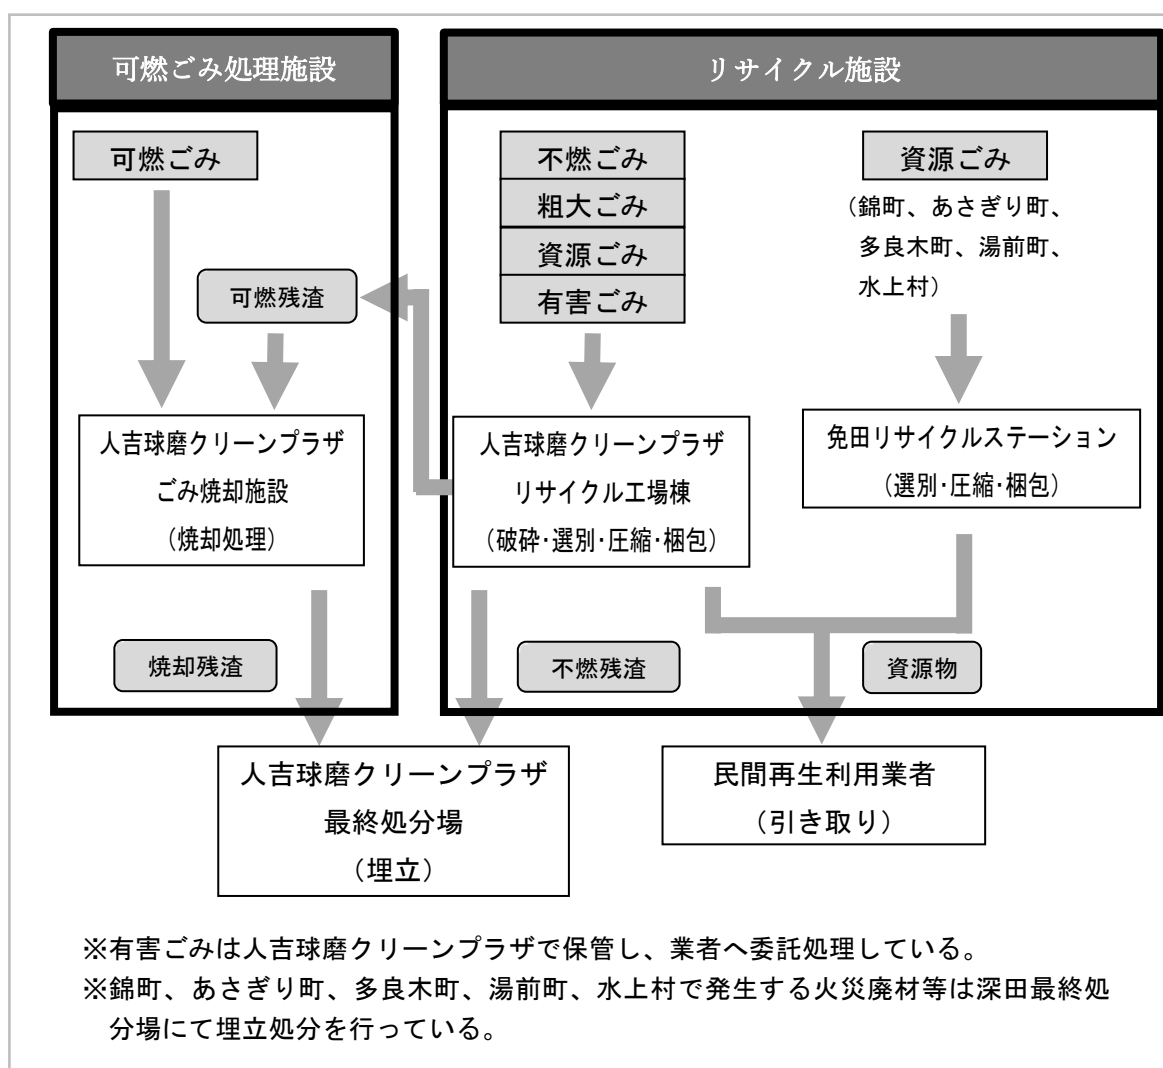 可燃ごみ処理施設
可燃ごみ
可燃残渣
人吉球磨クリーンプラザ
ごみ焼却施設
（焼却処理）
焼却残渣
リサイクル施設
不燃ごみ
粗大ごみ
資源ごみ
有害ごみ
人吉球磨クリーンプラザ
リサイクル工場棟
（破砕・選別・圧縮・梱包）
不燃残渣
資源ごみ
（錦町、あさぎり町、
多良木町、湯前町、
水上村）
免田リサイクルステーション
（選別・圧縮・梱包）
資源物
人吉球磨クリーンプラザ
最終処分場
（埋立）
民間再生利用業者
（引き取り）
※有害ごみは人吉球磨クリーンプラザで保管し、業者へ委託処理している。
※錦町、あさぎり町、多良木町、湯前町、水上村で発生する火災廃材等は深田最終処
分場にて埋立処分を行っている。